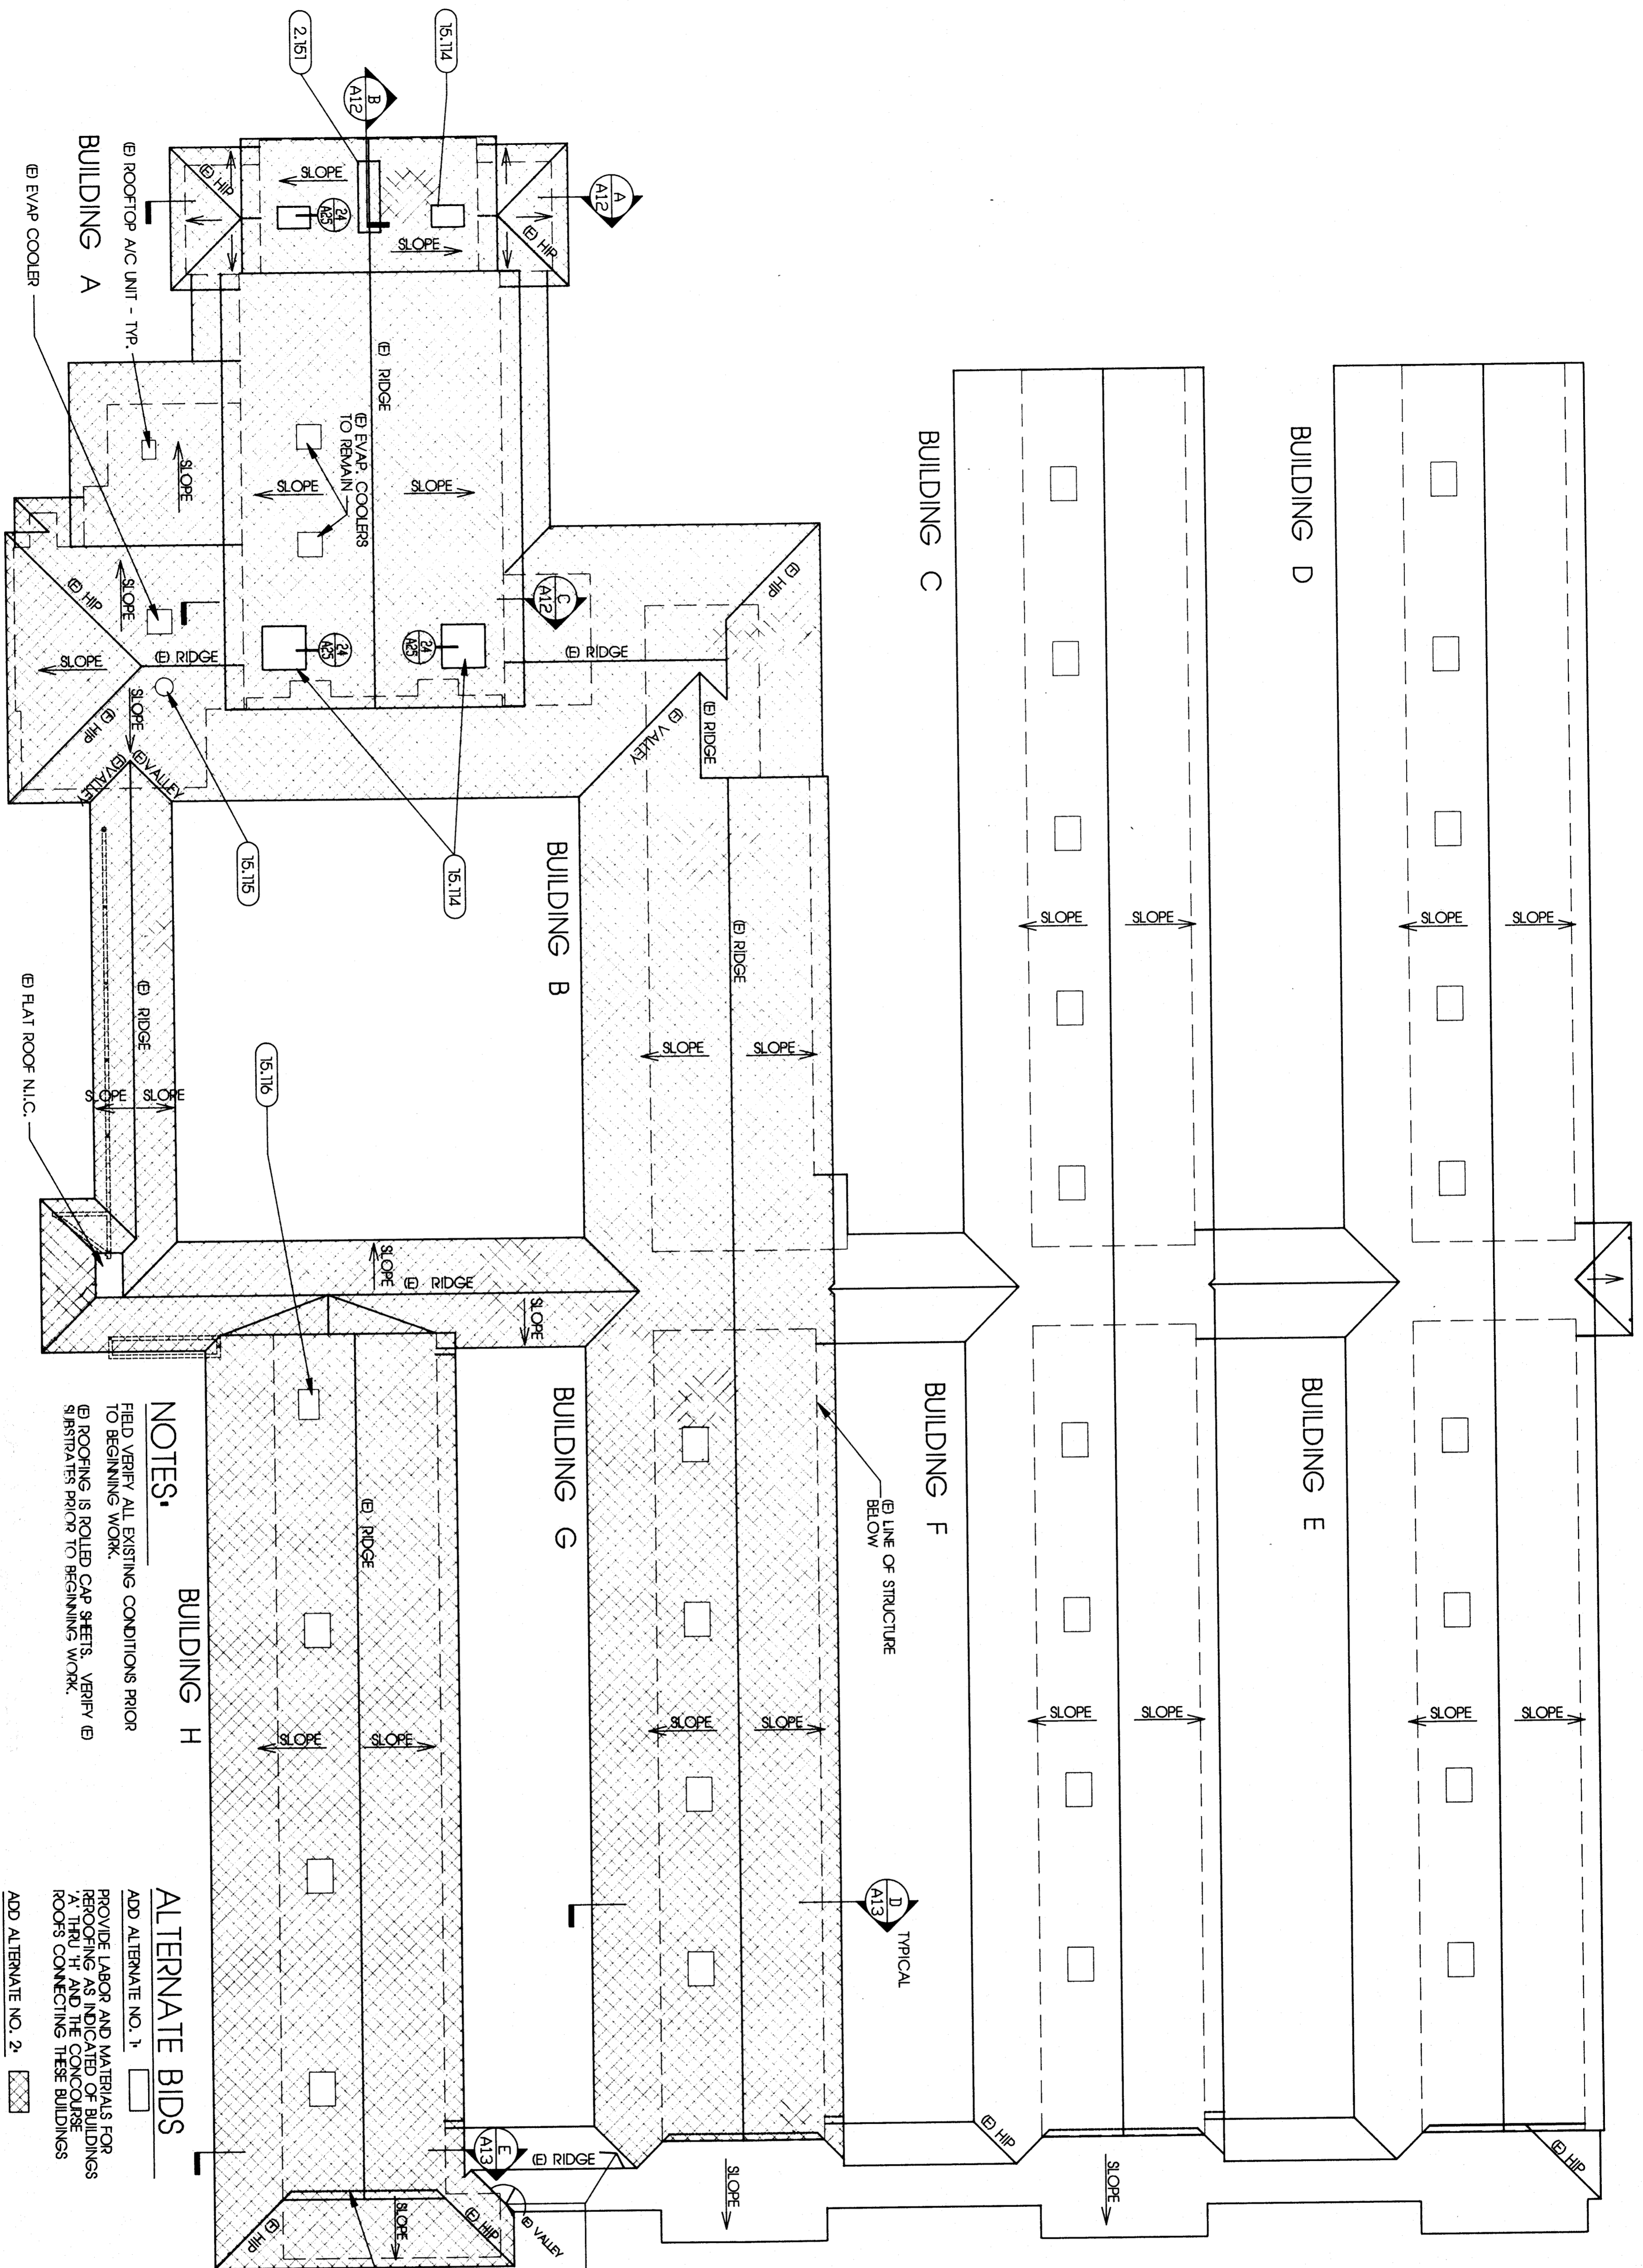 15.114
2.151
B
A12
A
A12
(E) HIP
(E) HIP
SLOPE
SLOPE
24
A25
BUILDING A
(E) ROOFTOP A/C UNIT - TYP.
(E) EVAP COOLER
(E) RIDGE
(E) EVAP. COOLERS
TO REMAIN
SLOPE
SLOPE
SLOPE
SLOPE
SLOPE
SLOPE
(E) HIP
(E) HIP
(E) RIDGE
24
A25
24
A25
C
A12
(E) RIDGE
(E) HIP
(E) VALLEY
(E) RIDGE
(E) VALLEY
(E) VALLEY
15.115
15.114
BUILDING B
(E) RIDGE
SLOPE
SLOPE
(E) RIDGE
SLOPE
SLOPE
(E) FLAT ROOF N.I.C.
15.116
SLOPE
(E) RIDGE
SLOPE
BUILDING C
SLOPE
SLOPE
BUILDING D
SLOPE
SLOPE
BUILDING E
SLOPE
SLOPE
(E) HIP
BUILDING F
(E) LINE OF STRUCTURE
BELOW
SLOPE
SLOPE
(E) HIP
SLOPE
BUILDING G
SLOPE
SLOPE
D
A13
TYPICAL
SLOPE
BUILDING H
(E) RIDGE
SLOPE
SLOPE
E
A13
(E) RIDGE
(E) VALLEY
(E) HIP
SLOPE
(E) HIP
NOTES:
FIELD VERIFY ALL EXISTING CONDITIONS PRIOR
TO BEGINNING WORK.
(E) ROOFING IS ROLLED CAP SHEETS. VERIFY (E)
SUBSTRATES PRIOR TO BEGINNING WORK.
ALTERNATE BIDS
ADD ALTERNATE NO. 1:
PROVIDE LABOR AND MATERIALS FOR
REROOFING AS INDICATED OF BUILDINGS
'A' THRU 'H' AND THE CONCOURSE
ROOFS CONNECTING THESE BUILDINGS
ADD ALTERNATE NO. 2: